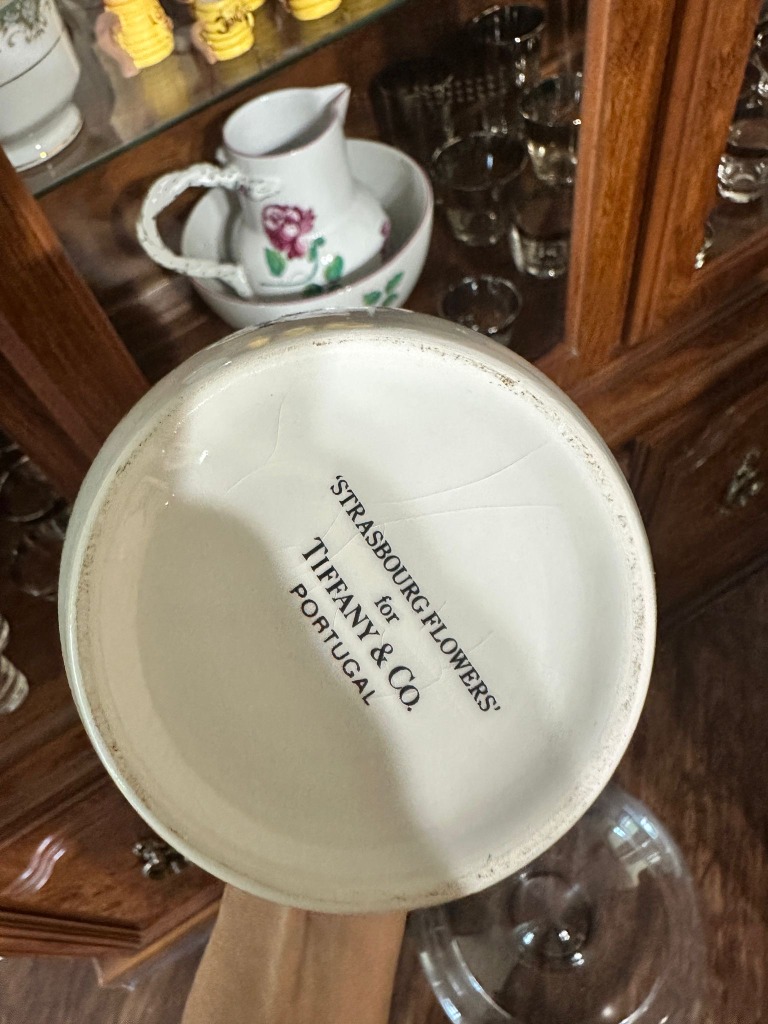 'STRASBOURG FLOWERS'
for
TIFFANY & CO.
PORTUGAL